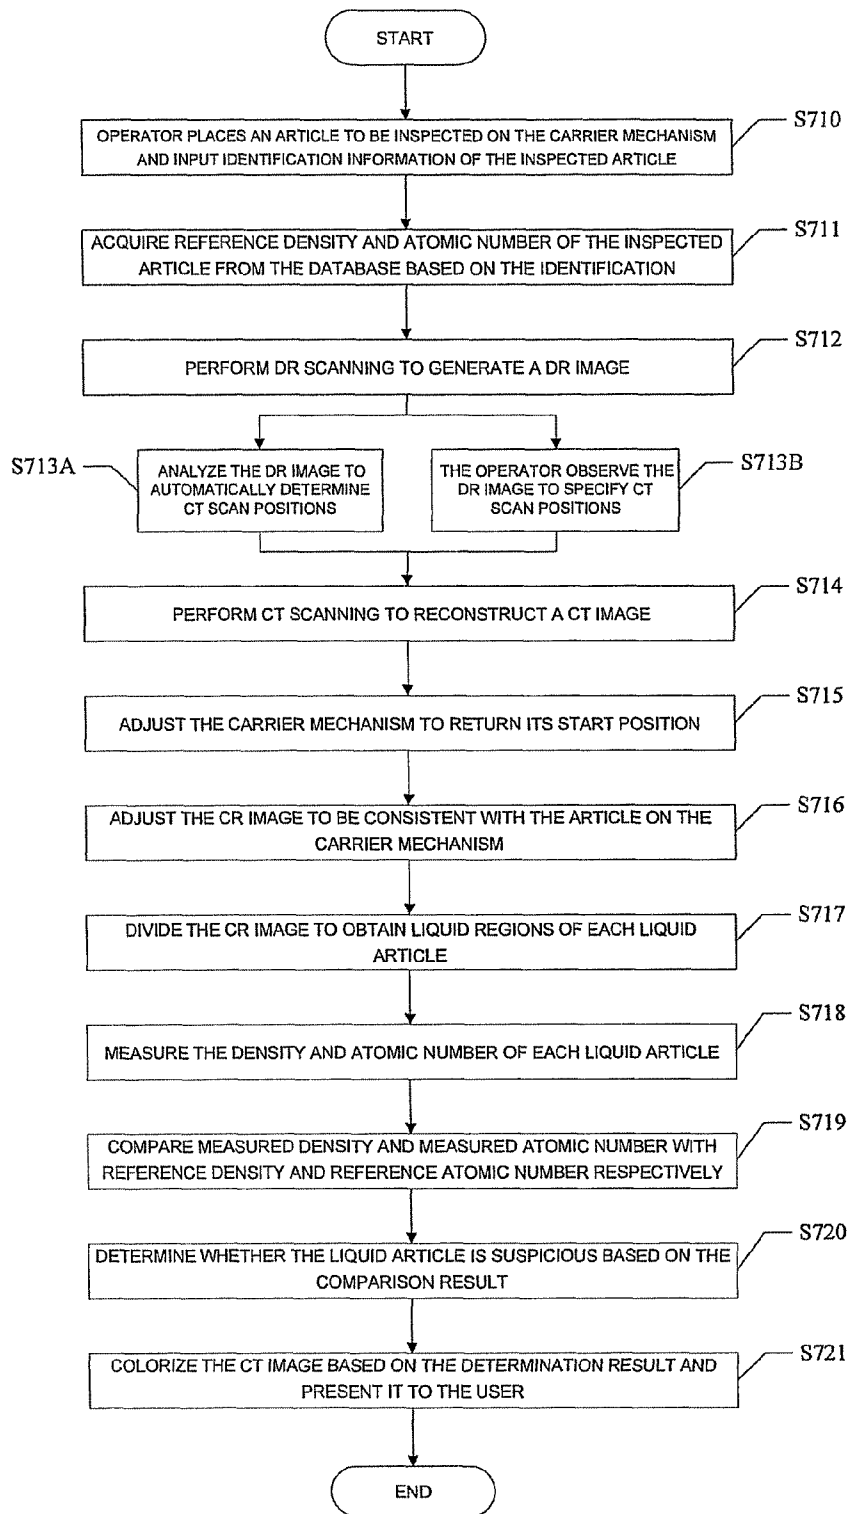 START
S710
OPERATOR PLACES AN ARTICLE TO BE INSPECTED ON THE CARRIER MECHANISM
AND INPUT IDENTIFICATION INFORMATION OF THE INSPECTED ARTICLE
S711
ACQUIRE REFERENCE DENSITY AND ATOMIC NUMBER OF THE INSPECTED
ARTICLE FROM THE DATABASE BASED ON THE IDENTIFICATION
S712
PERFORM DR SCANNING TO GENERATE A DR IMAGE
S713A
ANALYZE THE DR IMAGE TO
AUTOMATICALLY DETERMINE
CT SCAN POSITIONS
S713B
THE OPERATOR OBSERVE THE
DR IMAGE TO SPECIFY CT
SCAN POSITIONS
S714
PERFORM CT SCANNING TO RECONSTRUCT A CT IMAGE
S715
ADJUST THE CARRIER MECHANISM TO RETURN ITS START POSITION
S716
ADJUST THE CR IMAGE TO BE CONSISTENT WITH THE ARTICLE ON THE
CARRIER MECHANISM
S717
DIVIDE THE CR IMAGE TO OBTAIN LIQUID REGIONS OF EACH LIQUID
ARTICLE
S718
MEASURE THE DENSITY AND ATOMIC NUMBER OF EACH LIQUID ARTICLE
S719
COMPARE MEASURED DENSITY AND MEASURED ATOMIC NUMBER WITH
REFERENCE DENSITY AND REFERENCE ATOMIC NUMBER RESPECTIVELY
S720
DETERMINE WHETHER THE LIQUID ARTICLE IS SUSPICIOUS BASED ON THE
COMPARISON RESULT
S721
COLORIZE THE CT IMAGE BASED ON THE DETERMINATION RESULT AND
PRESENT IT TO THE USER
END